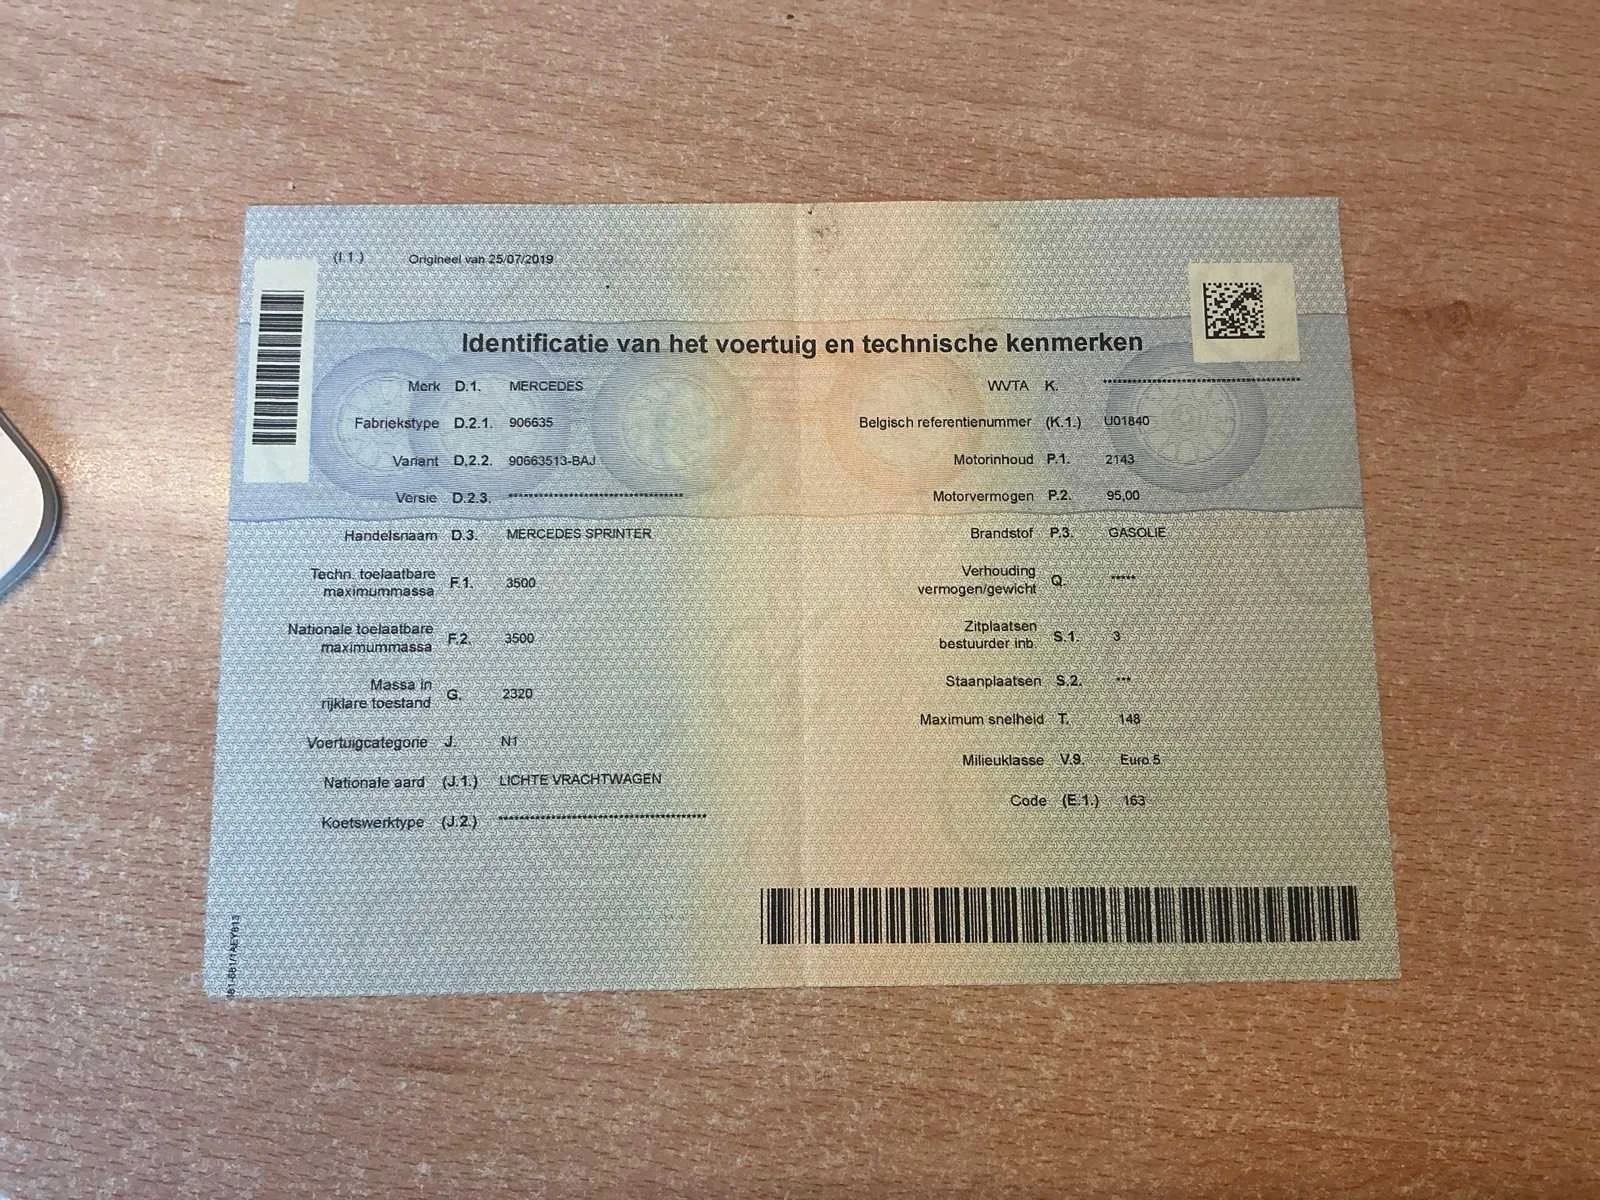 (I.1.) Origineel van 25/07/2019
Identificatie van het voertuig en technische kenmerken
Merk D.1. MERCEDES
Fabriekstype D.2.1. 906635
Variant D.2.2. 90663513-BAJ
Versie D.2.3. ***********************************
Handelsnaam D.3. MERCEDES SPRINTER
Techn. toelaatbare
maximummassa F.1. 3500
Nationale toelaatbare
maximummassa F.2. 3500
Massa in
rijklare toestand G. 2320
Voertuigcategorie J. N1
Nationale aard (J.1.) LICHTE VRACHTWAGEN
Koetswerktype (J.2.) ******************************************
WVTA K. ****************************************
Belgisch referentienummer (K.1.) U01840
Motorinhoud P.1. 2143
Motorvermogen P.2. 95,00
Brandstof P.3. GASOLIE
Verhouding
vermogen/gewicht Q. *****
Zitplaatsen
bestuurder inb. S.1. 3
Staanplaatsen S.2. ***
Maximum snelheid T. 148
Milieuklasse V.9. Euro 5
Code (E.1.) 163